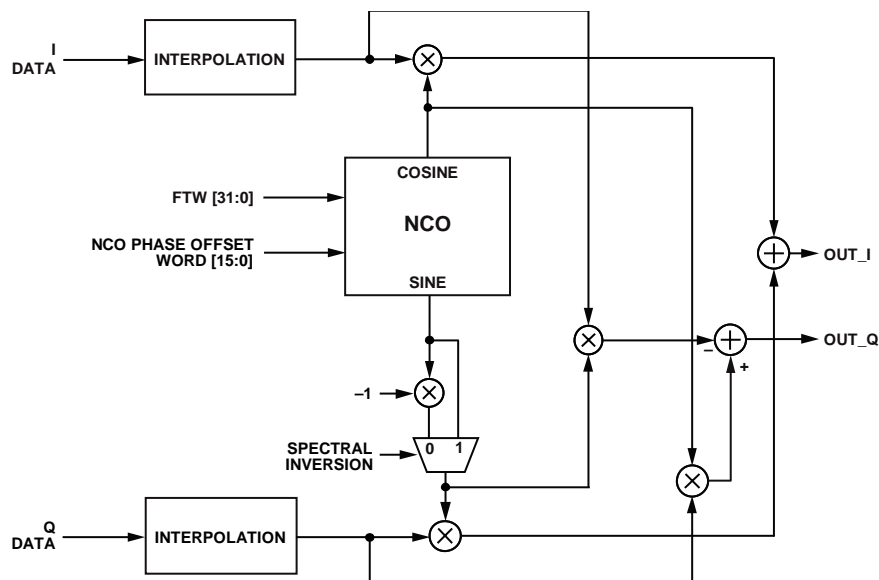 I
DATA
INTERPOLATION
COSINE
NCO
SINE
FTW [31:0]
NCO PHASE OFFSET
WORD [15:0]
OUT_I
OUT_Q
–
+
–1
0 1
SPECTRAL
INVERSION
Q
DATA
INTERPOLATION